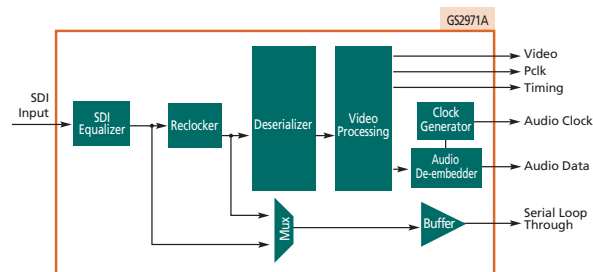 GS2971A
SDI
Input
SDI
Equalizer
Reclocker
Deserializer
Video
Processing
Clock
Generator
Audio
De-embedder
Mux
Buffer
Video
Pclk
Timing
Audio Clock
Audio Data
Serial Loop
Through